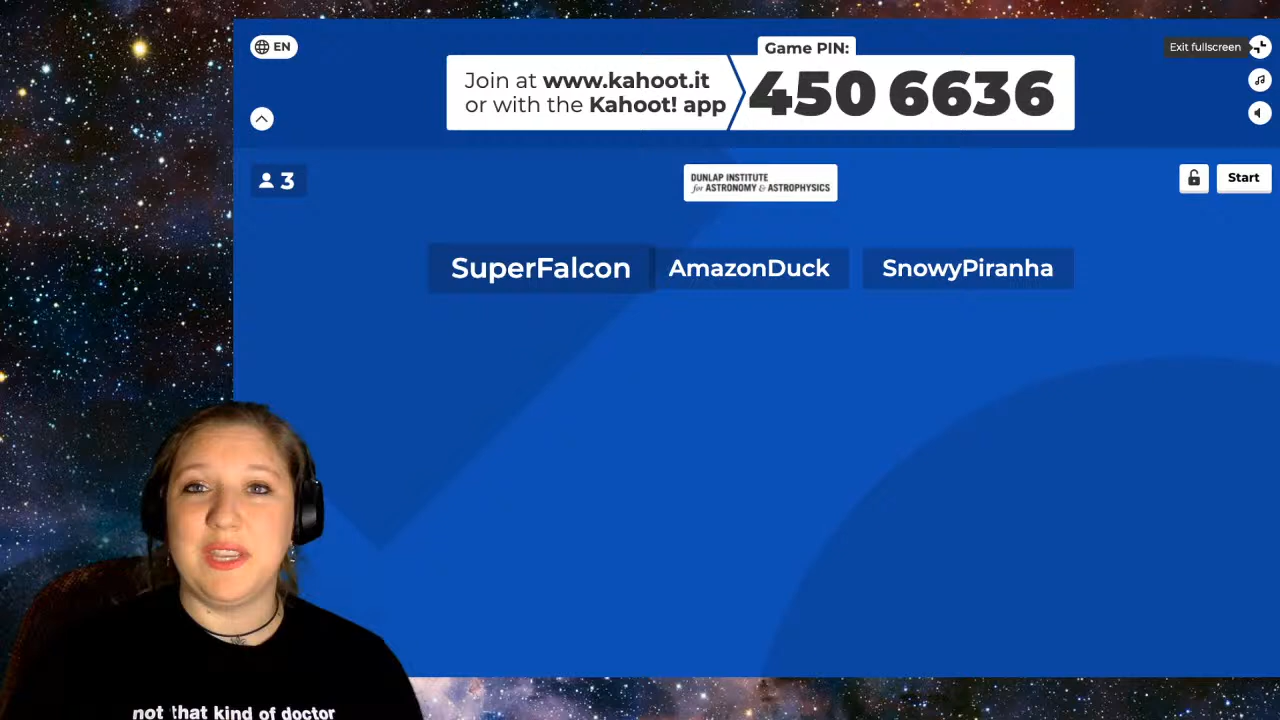 EN
Game PIN:
Exit fullscreen
Join at www.kahoot.it
or with the Kahoot! app
450 6636
3
DUNLAP INSTITUTE
for ASTRONOMY & ASTROPHYSICS
Start
SuperFalcon
AmazonDuck
SnowyPiranha
not that kind of doctor